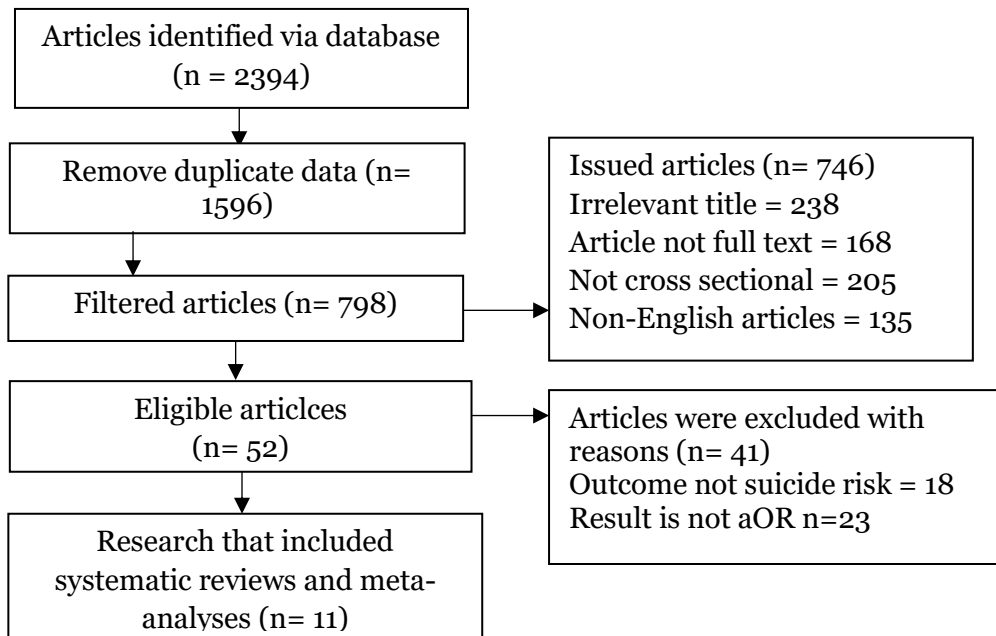 Articles identified via database
(n = 2394)
Remove duplicate data (n=
1596)
Issued articles (n= 746)
Irrelevant title = 238
Article not full text = 168
Not cross sectional = 205
Non-English articles = 135
Filtered articles (n= 798)
Eligible articlces
(n= 52)
Articles were excluded with
reasons (n= 41)
Outcome not suicide risk = 18
Result is not aOR n=23
Research that included
systematic reviews and meta-
analyses (n= 11)